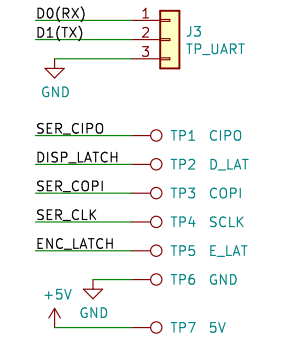 D0(RX) 1
D1(TX) 2 J3
3 TP_UART
GND
SER_CIPO TP1 CIPO
DISP_LATCH TP2 D_LAT
SER_COPI TP3 COPI
SER_CLK TP4 SCLK
ENC_LATCH TP5 E_LAT
TP6 GND
GND
+5V
TP7 5V